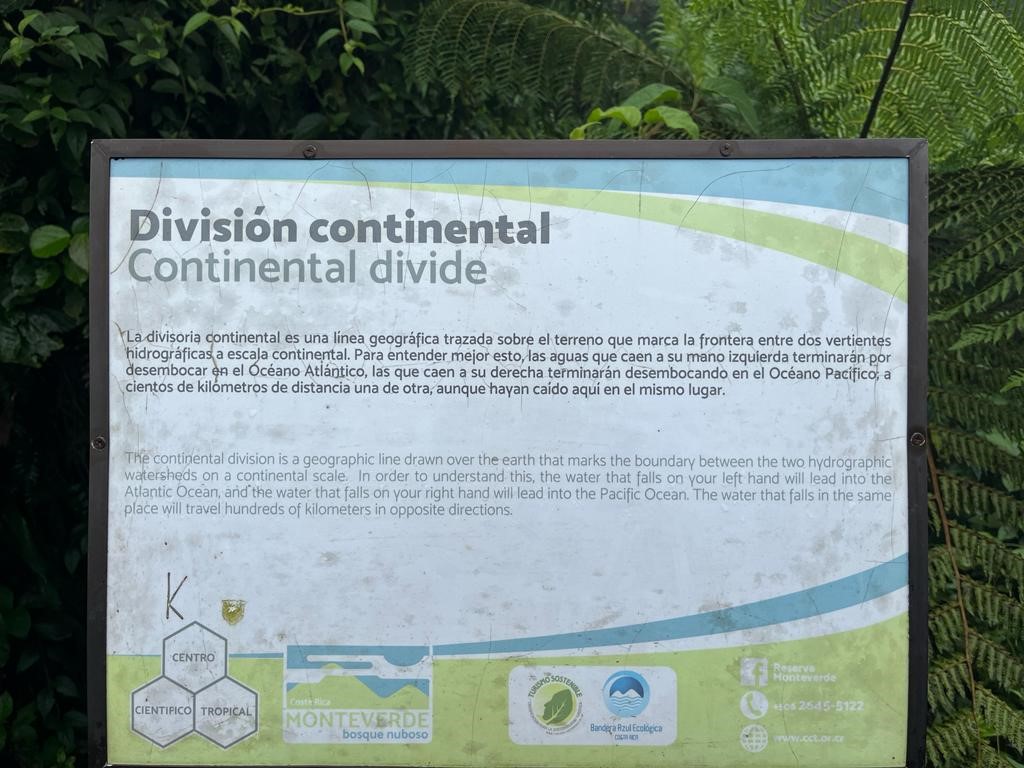 División continental
Continental divide
La divisoria continental es una línea geográfica trazada sobre el terreno que marca la frontera entre dos vertientes
hidrográficas a escala continental. Para entender mejor esto, las aguas que caen a su mano izquierda terminarán por
desembocar en el Océano Atlántico, las que caen a su derecha terminarán desembocando en el Océano Pacífico, a
cientos de kilómetros de distancia una de otra, aunque hayan caído aquí en el mismo lugar.
The continental division is a geographic line drawn over the earth that marks the boundary between the two hydrographic
watersheds on a continental scale. In order to understand this, the water that falls on your left hand will lead into the
Atlantic Ocean, and the water that falls on your right hand will lead into the Pacific Ocean. The water that falls in the same
place will travel hundreds of kilometers in opposite directions.
K
CENTRO
CIENTIFICO TROPICAL
Costa Rica
MONTEVERDE
bosque nuboso
TURISMO SOSTENIBLE
Bandera Azul Ecológica
COSTA RICA
Reserva
Monteverde
+506 2645-5122
www.cct.or.cr